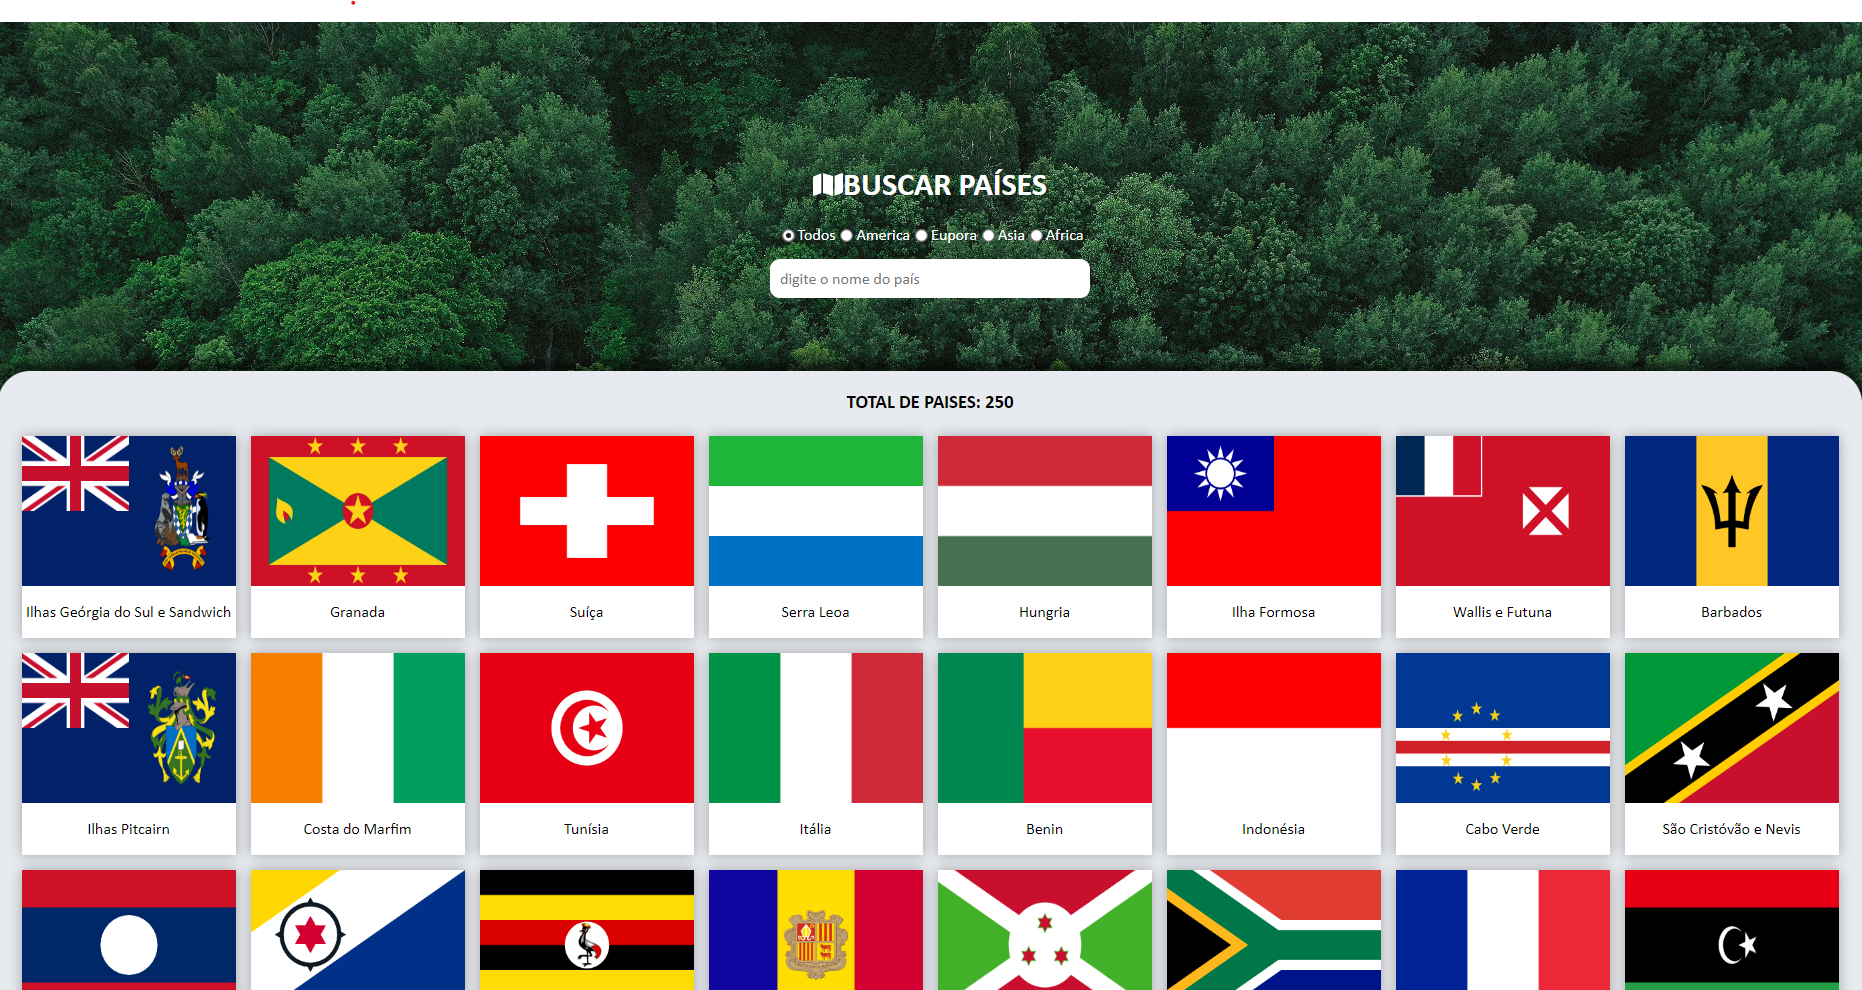 BUSCAR PAÍSES
Todos America Eupora Asia Africa
digite o nome do país
TOTAL DE PAISES: 250
Ilhas Geórgia do Sul e Sandwich
Granada
Suíça
Serra Leoa
Hungria
Ilha Formosa
Wallis e Futuna
Barbados
Ilhas Pitcairn
Costa do Marfim
Tunísia
Itália
Benin
Indonésia
Cabo Verde
São Cristóvão e Nevis